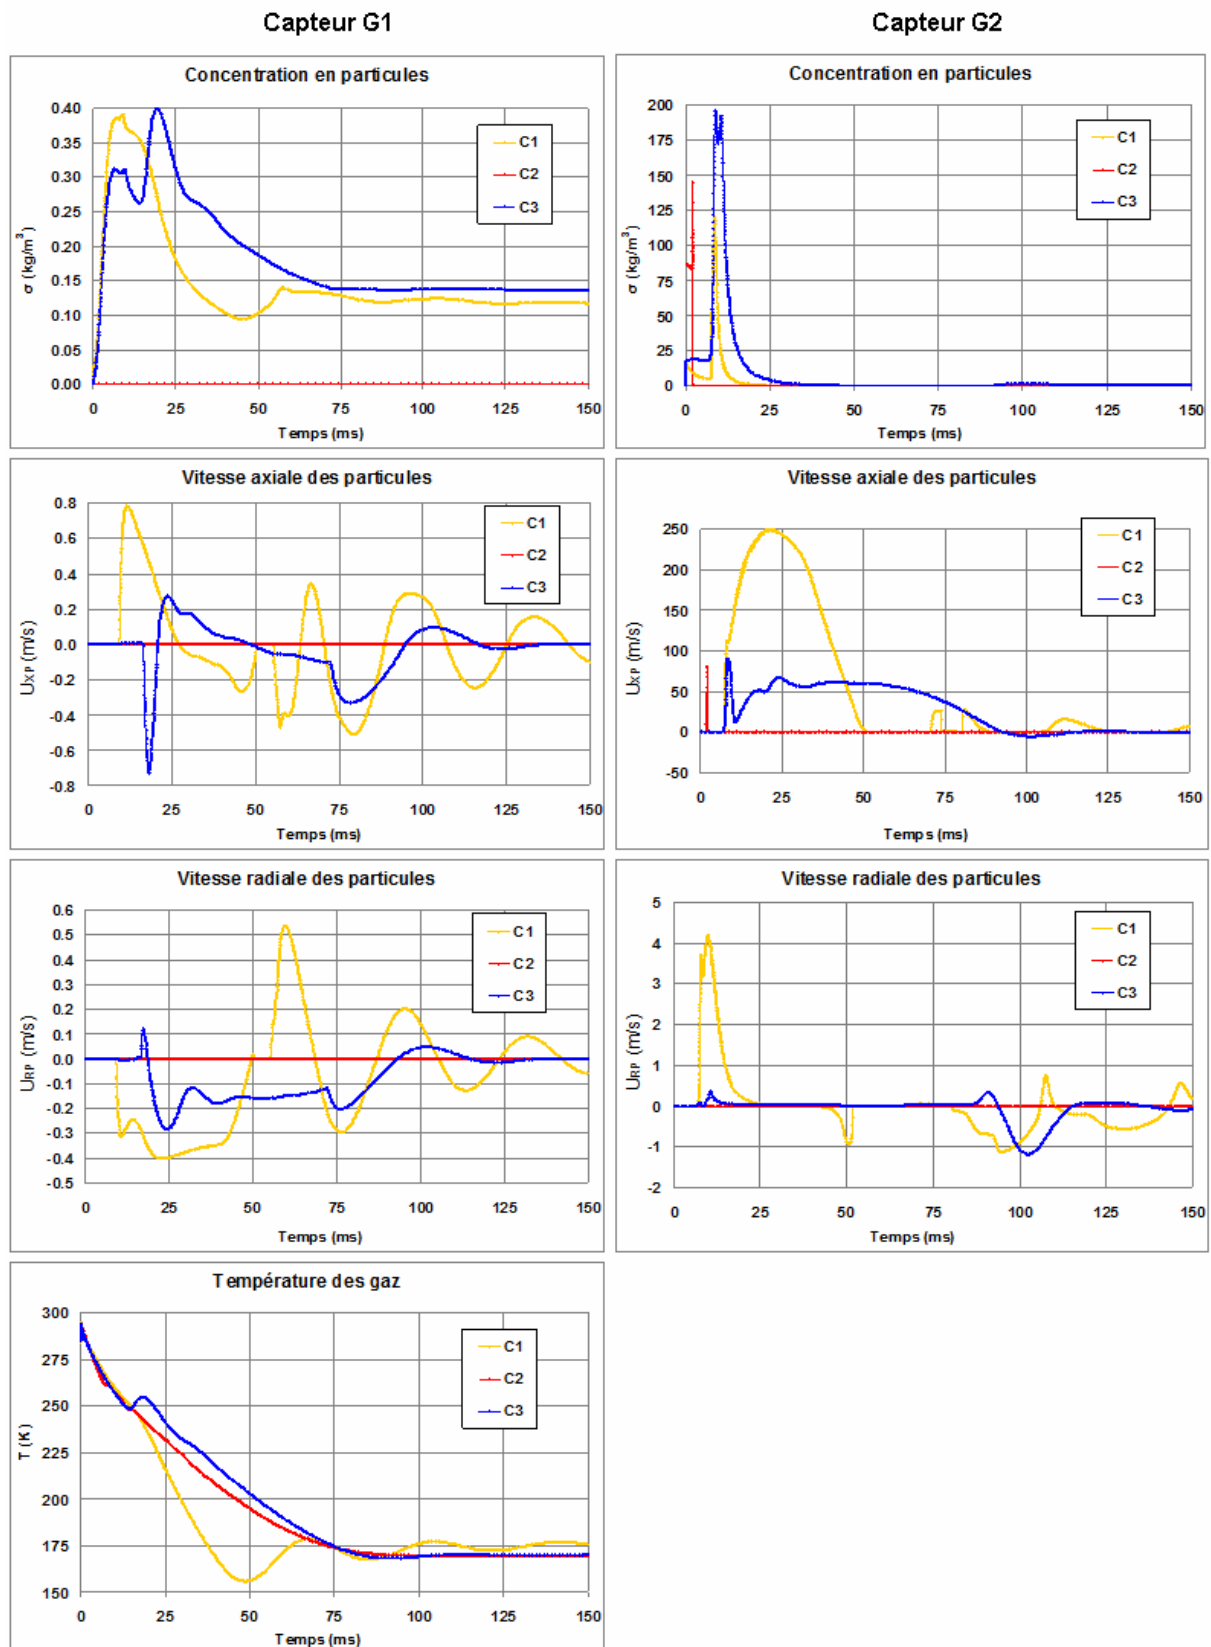 Capteur G1
Capteur G2
Concentration en particules
0.40
0.35
0.30
0.25
0.20
0.15
0.10
0.05
0.00
σ (kg/m³)
C1
C2
C3
0 25 50 75 100 125 150
Temps (ms)
Concentration en particules
200
175
150
125
100
75
50
25
0
σ (kg/m³)
C1
C2
C3
0 25 50 75 100 125 150
Temps (ms)
Vitesse axiale des particules
0.8
0.6
0.4
0.2
0.0
-0.2
-0.4
-0.6
-0.8
UXP (m/s)
C1
C2
C3
0 25 50 75 100 125 150
Temps (ms)
Vitesse axiale des particules
250
200
150
100
50
0
-50
UXP (m/s)
C1
C2
C3
0 25 50 75 100 125 150
Temps (ms)
Vitesse radiale des particules
0.6
0.5
0.4
0.3
0.2
0.1
0.0
-0.1
-0.2
-0.3
-0.4
-0.5
URP (m/s)
C1
C2
C3
0 25 50 75 100 125 150
Temps (ms)
Vitesse radiale des particules
5
4
3
2
1
0
-1
-2
URP (m/s)
C1
C2
C3
0 25 50 75 100 125 150
Temps (ms)
Température des gaz
300
275
250
225
200
175
150
T (K)
C1
C2
C3
0 25 50 75 100 125 150
Temps (ms)